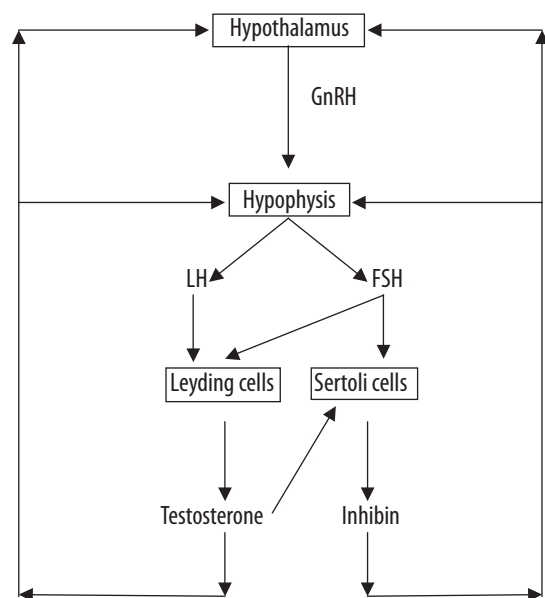 Hypothalamus
GnRH
Hypophysis
LH FSH
Leyding cells Sertoli cells
Testosterone Inhibin